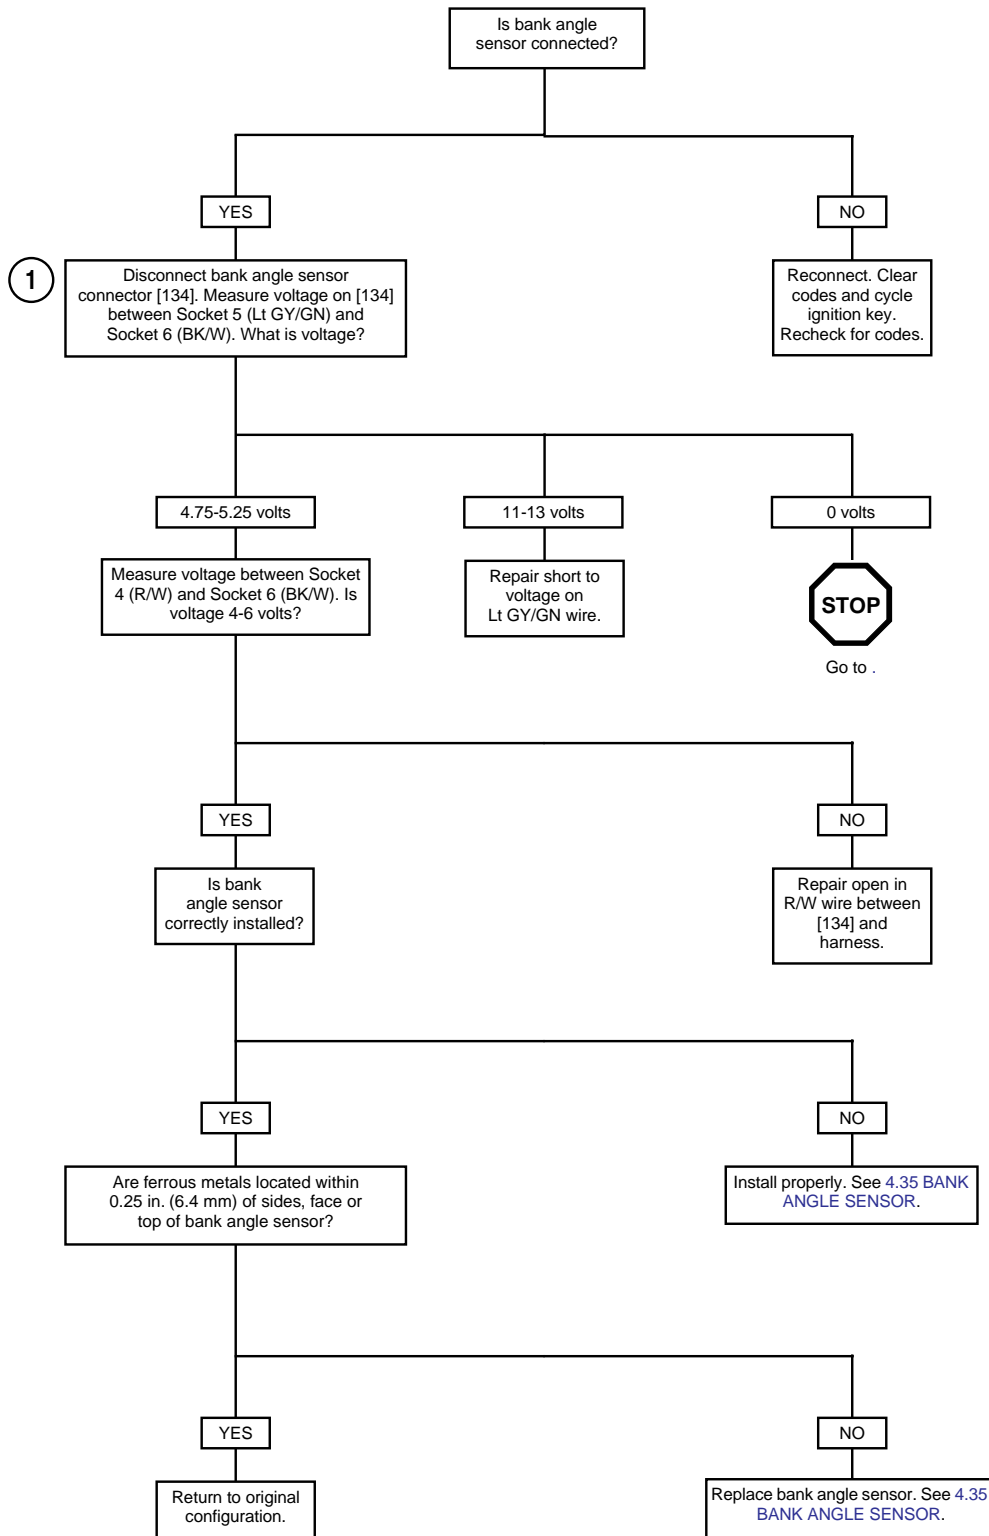 Is bank angle
sensor connected?
YES
NO
1
Disconnect bank angle sensor
connector [134]. Measure voltage on [134]
between Socket 5 (Lt GY/GN) and
Socket 6 (BK/W). What is voltage?
Reconnect. Clear
codes and cycle
ignition key.
Recheck for codes.
4.75-5.25 volts
11-13 volts
0 volts
Measure voltage between Socket
4 (R/W) and Socket 6 (BK/W). Is
voltage 4-6 volts?
Repair short to
voltage on
Lt GY/GN wire.
STOP
Go to .
YES
NO
Is bank
angle sensor
correctly installed?
Repair open in
R/W wire between
[134] and
harness.
YES
NO
Are ferrous metals located within
0.25 in. (6.4 mm) of sides, face or
top of bank angle sensor?
Install properly. See 4.35 BANK
ANGLE SENSOR.
YES
NO
Return to original
configuration.
Replace bank angle sensor. See 4.35
BANK ANGLE SENSOR.